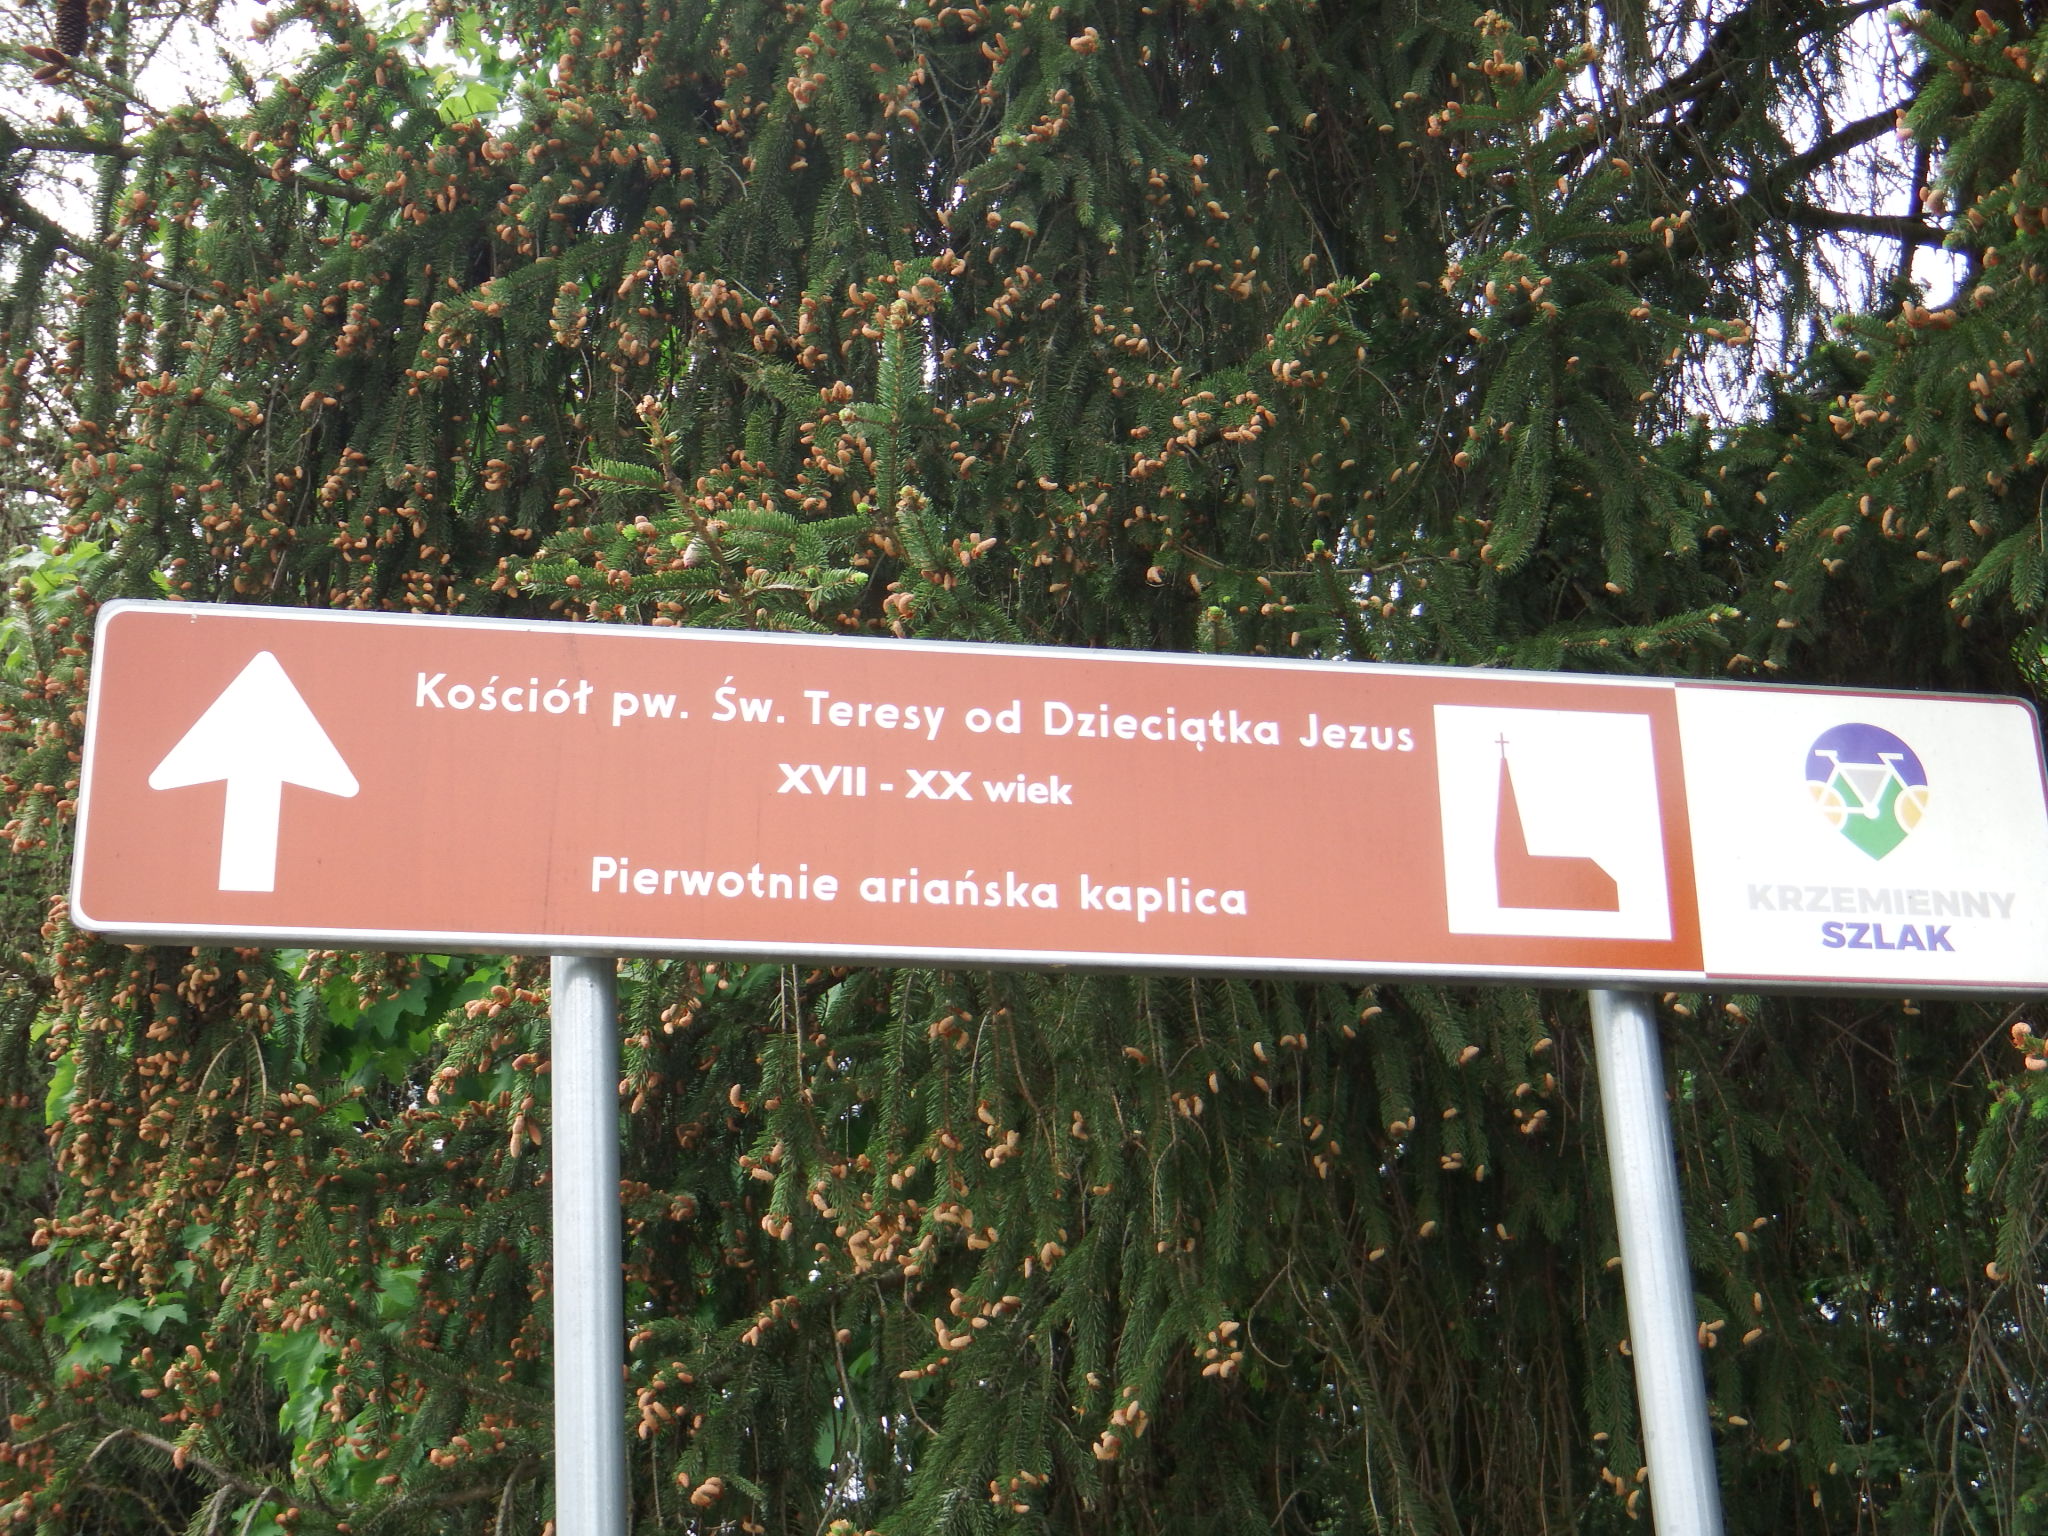 Kościół pw. Św. Teresy od Dzieciątka Jezus
XVII - XX wiek
Pierwotnie ariańska kaplica
KRZEMIENNY
SZLAK